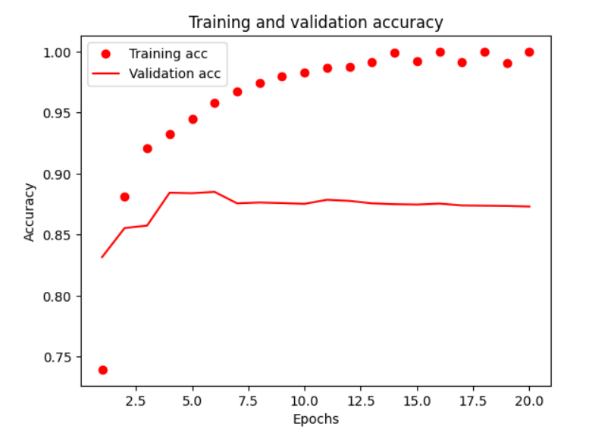 Training and validation accuracy
Training acc
Validation acc
1.00
0.95
0.90
0.85
0.80
0.75
Accuracy
2.5 5.0 7.5 10.0 12.5 15.0 17.5 20.0
Epochs